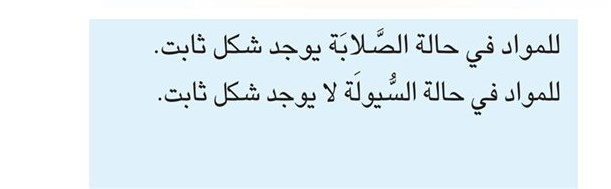 للمواد في حالة الصَّلابَة يوجد شكل ثابت.
للمواد في حالة السُّيولَة لا يوجد شكل ثابت.